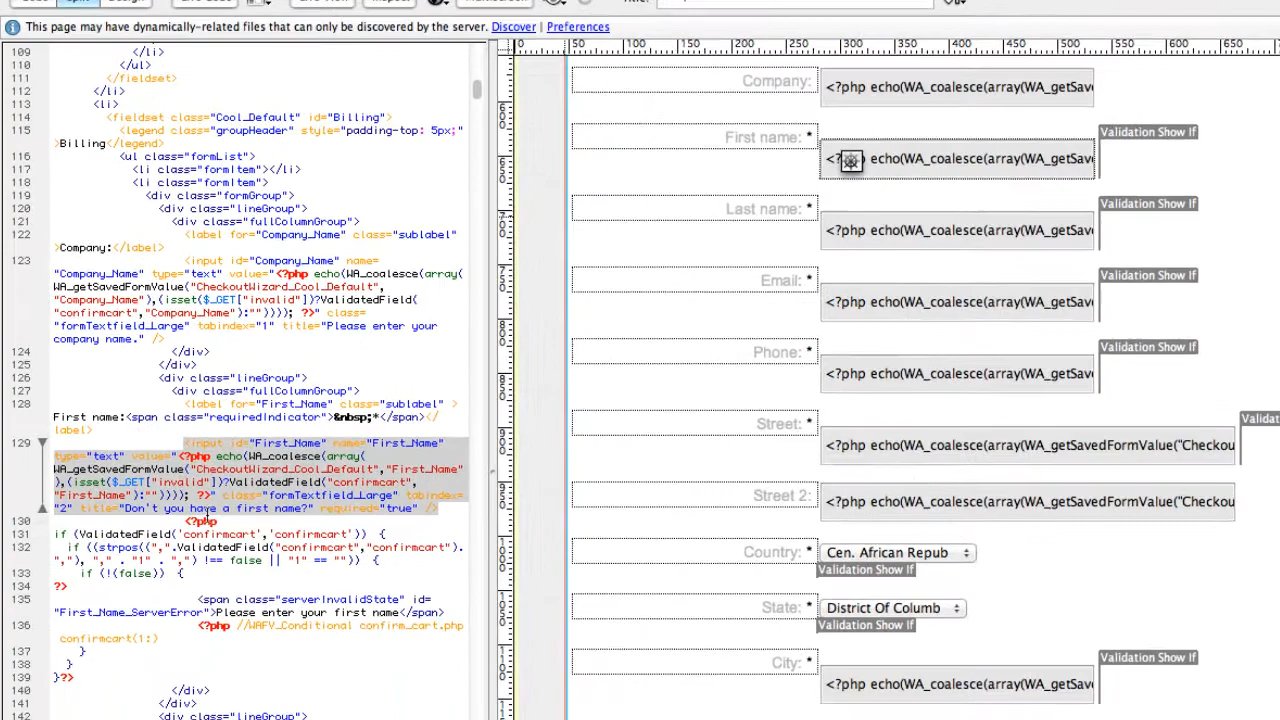 This page may have dynamically-related files that can only be discovered by the server. Discover | Preferences
0 50 100 150 200 250 300 350 400 450 500 550 600 650
109 </li>
110 </ul>
111 </fieldset>
112 </li>
113 <li>
114 <fieldset class="Cool_Default" id="Billing">
115 <legend class="groupHeader" style="padding-top: 5px;"
>Billing</legend>
116 <ul class="formList">
117 <li class="formItem"></li>
118 <li class="formItem">
119 <div class="formGroup">
120 <div class="lineGroup">
121 <div class="fullColumnGroup">
122 <label for="Company_Name" class="sublabel"
>Company:</label>
123 <input id="Company_Name" name=
"Company_Name" type="text" value="<?php echo(WA_coalesce(array(
WA_getSavedFormValue("CheckoutWizard_Cool_Default",
"Company_Name"),(isset($_GET["invalid"])?ValidatedField(
"confirmcart","Company_Name"):"")))); ?>" class=
"formTextfield_Large" tabindex="1" title="Please enter your
company name." />
124 </div>
125 </div>
126 <div class="lineGroup">
127 <div class="fullColumnGroup">
128 <label for="First_Name" class="sublabel" >
First name:<span class="requiredIndicator">&nbsp;*</span></
label>
129 <input id="First_Name" name="First_Name"
type="text" value="<?php echo(WA_coalesce(array(
WA_getSavedFormValue("CheckoutWizard_Cool_Default","First_Name"
),(isset($_GET["invalid"])?ValidatedField("confirmcart",
"First_Name"):"")))); ?>" class="formTextfield_Large" tabindex=
"2" title="Don't you have a first name?" required="true" />
130 <?php
131 if (ValidatedField('confirmcart','confirmcart')) {
132 if ((strpos((",".ValidatedField("confirmcart","confirmcart").
","), "," . "1" . ",") !== false || "1" == "")) {
133 if (!(false)) {
134 ?>
135 <span class="serverInvalidState" id=
"First_Name_ServerError">Please enter your first name</span>
136 <?php //WAFV_Conditional confirm_cart.php
confirmcart(1:)
137 }
138 }
139 }?>
140 </div>
141 </div>
142 <div class="lineGroup">
Company: <?php echo(WA_coalesce(array(WA_getSav
First name: * <? echo(WA_coalesce(array(WA_getSav Validation Show If
Last name: * <?php echo(WA_coalesce(array(WA_getSav Validation Show If
Email: * <?php echo(WA_coalesce(array(WA_getSav Validation Show If
Phone: * <?php echo(WA_coalesce(array(WA_getSav Validation Show If
Street: * <?php echo(WA_coalesce(array(WA_getSavedFormValue("Checkou Validat
Street 2: * <?php echo(WA_coalesce(array(WA_getSavedFormValue("Checkou
Country: * Cen. African Repub
Validation Show If
State: * District Of Columb
Validation Show If
City: * <?php echo(WA_coalesce(array(WA_getSav Validation Show If